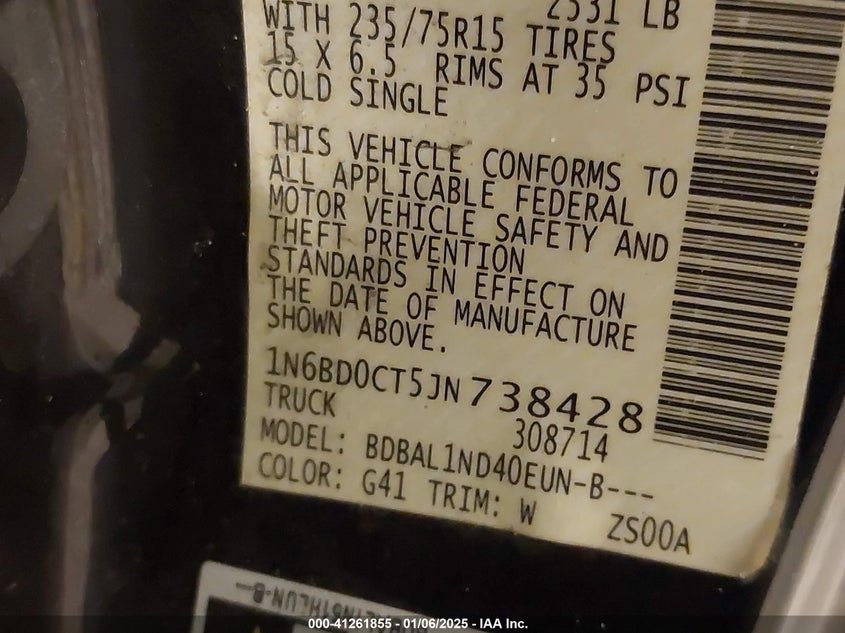 2531 LB
WITH 235/75R15 TIRES
15 X 6.5 RIMS AT 35 PSI
COLD SINGLE
THIS VEHICLE CONFORMS TO
ALL APPLICABLE FEDERAL
MOTOR VEHICLE SAFETY AND
THEFT PREVENTION
STANDARDS IN EFFECT ON
THE DATE OF MANUFACTURE
SHOWN ABOVE.
1N6BD0CT5JN738428
TRUCK 308714
MODEL: BDBAL1ND40EUN-B---
COLOR: G41 TRIM: W ZS00A
000-41261855 - 01/06/2025 - IAA Inc.